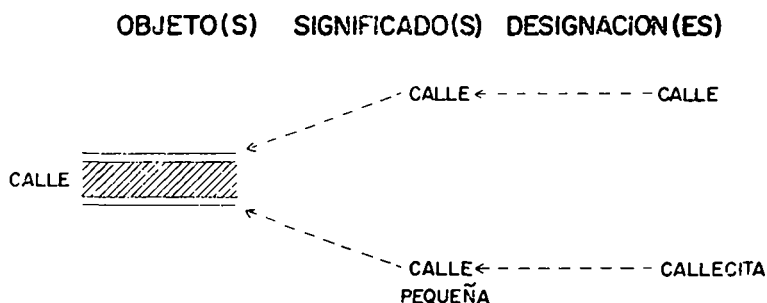 OBJETO(S) SIGNIFICADO(S) DESIGNACION(ES)
CALLE CALLE
CALLE
CALLE CALLECITA
PEQUEÑA